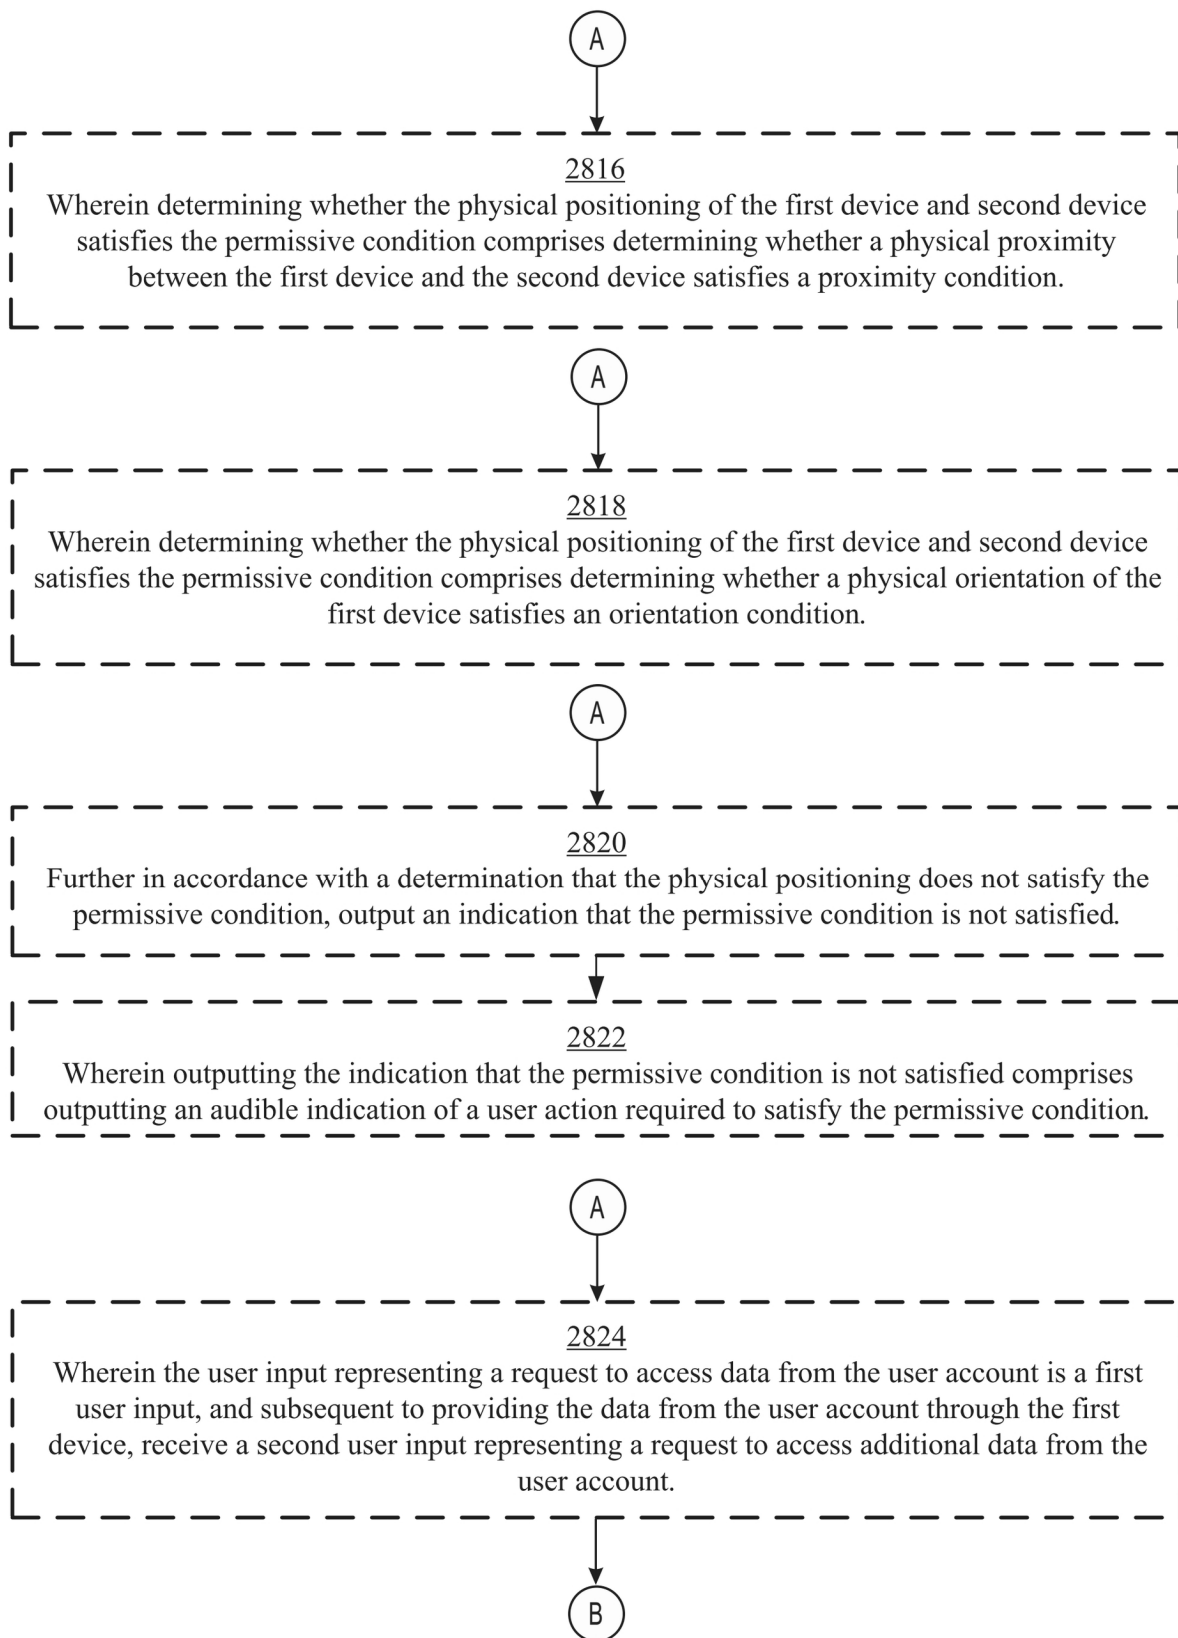 A
2816
Wherein determining whether the physical positioning of the first device and second device
satisfies the permissive condition comprises determining whether a physical proximity
between the first device and the second device satisfies a proximity condition.
A
2818
Wherein determining whether the physical positioning of the first device and second device
satisfies the permissive condition comprises determining whether a physical orientation of the
first device satisfies an orientation condition.
A
2820
Further in accordance with a determination that the physical positioning does not satisfy the
permissive condition, output an indication that the permissive condition is not satisfied.
2822
Wherein outputting the indication that the permissive condition is not satisfied comprises
outputting an audible indication of a user action required to satisfy the permissive condition.
A
2824
Wherein the user input representing a request to access data from the user account is a first
user input, and subsequent to providing the data from the user account through the first
device, receive a second user input representing a request to access additional data from the
user account.
B